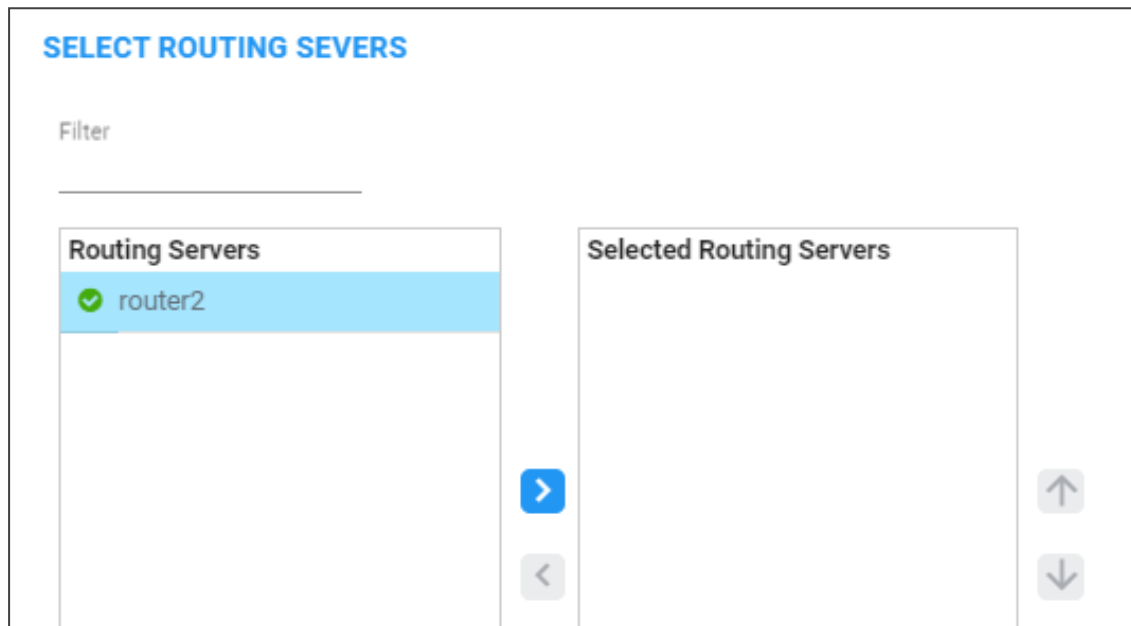 SELECT ROUTING SEVERS
Filter
Routing Servers
router2
Selected Routing Servers